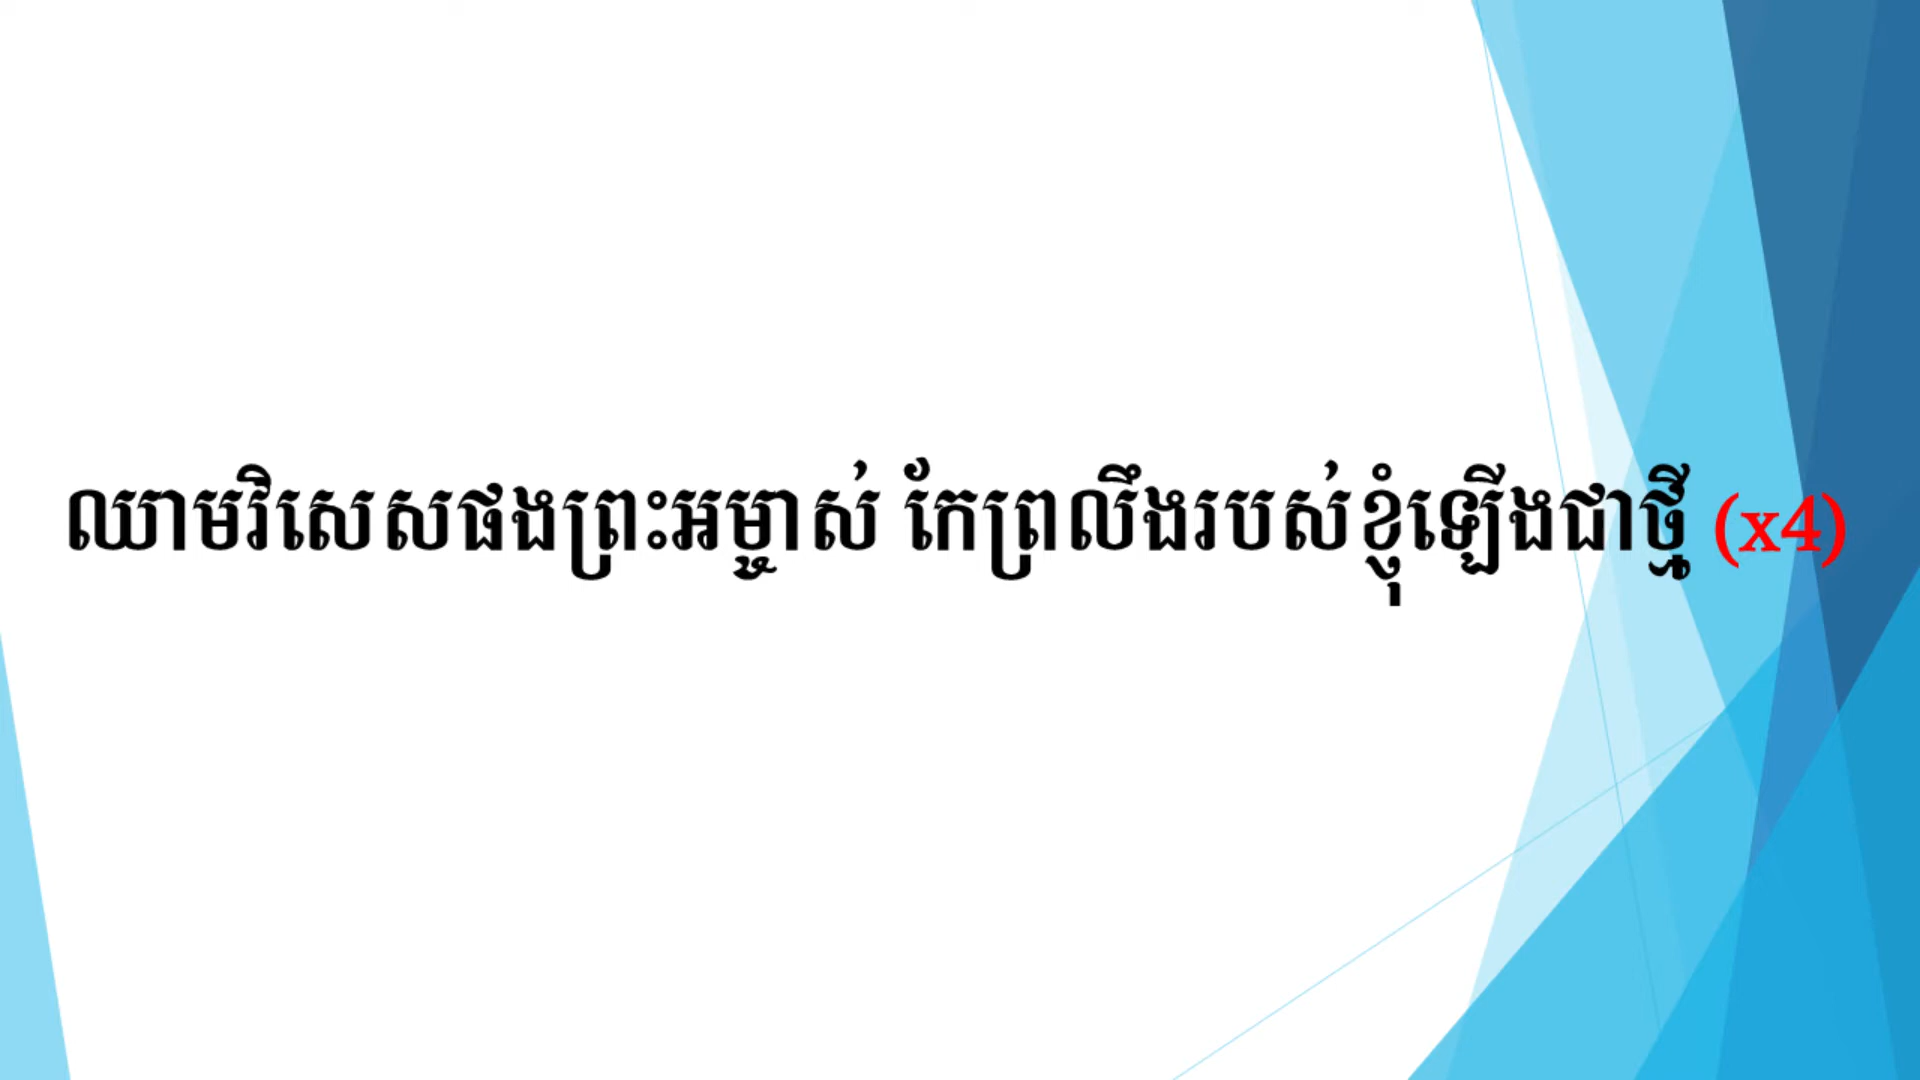 ឈាមវិសេសផងព្រះអម្ចាស់ កែព្រលឹងរបស់ខ្ញុំឡើងជាថ្មី (x4)